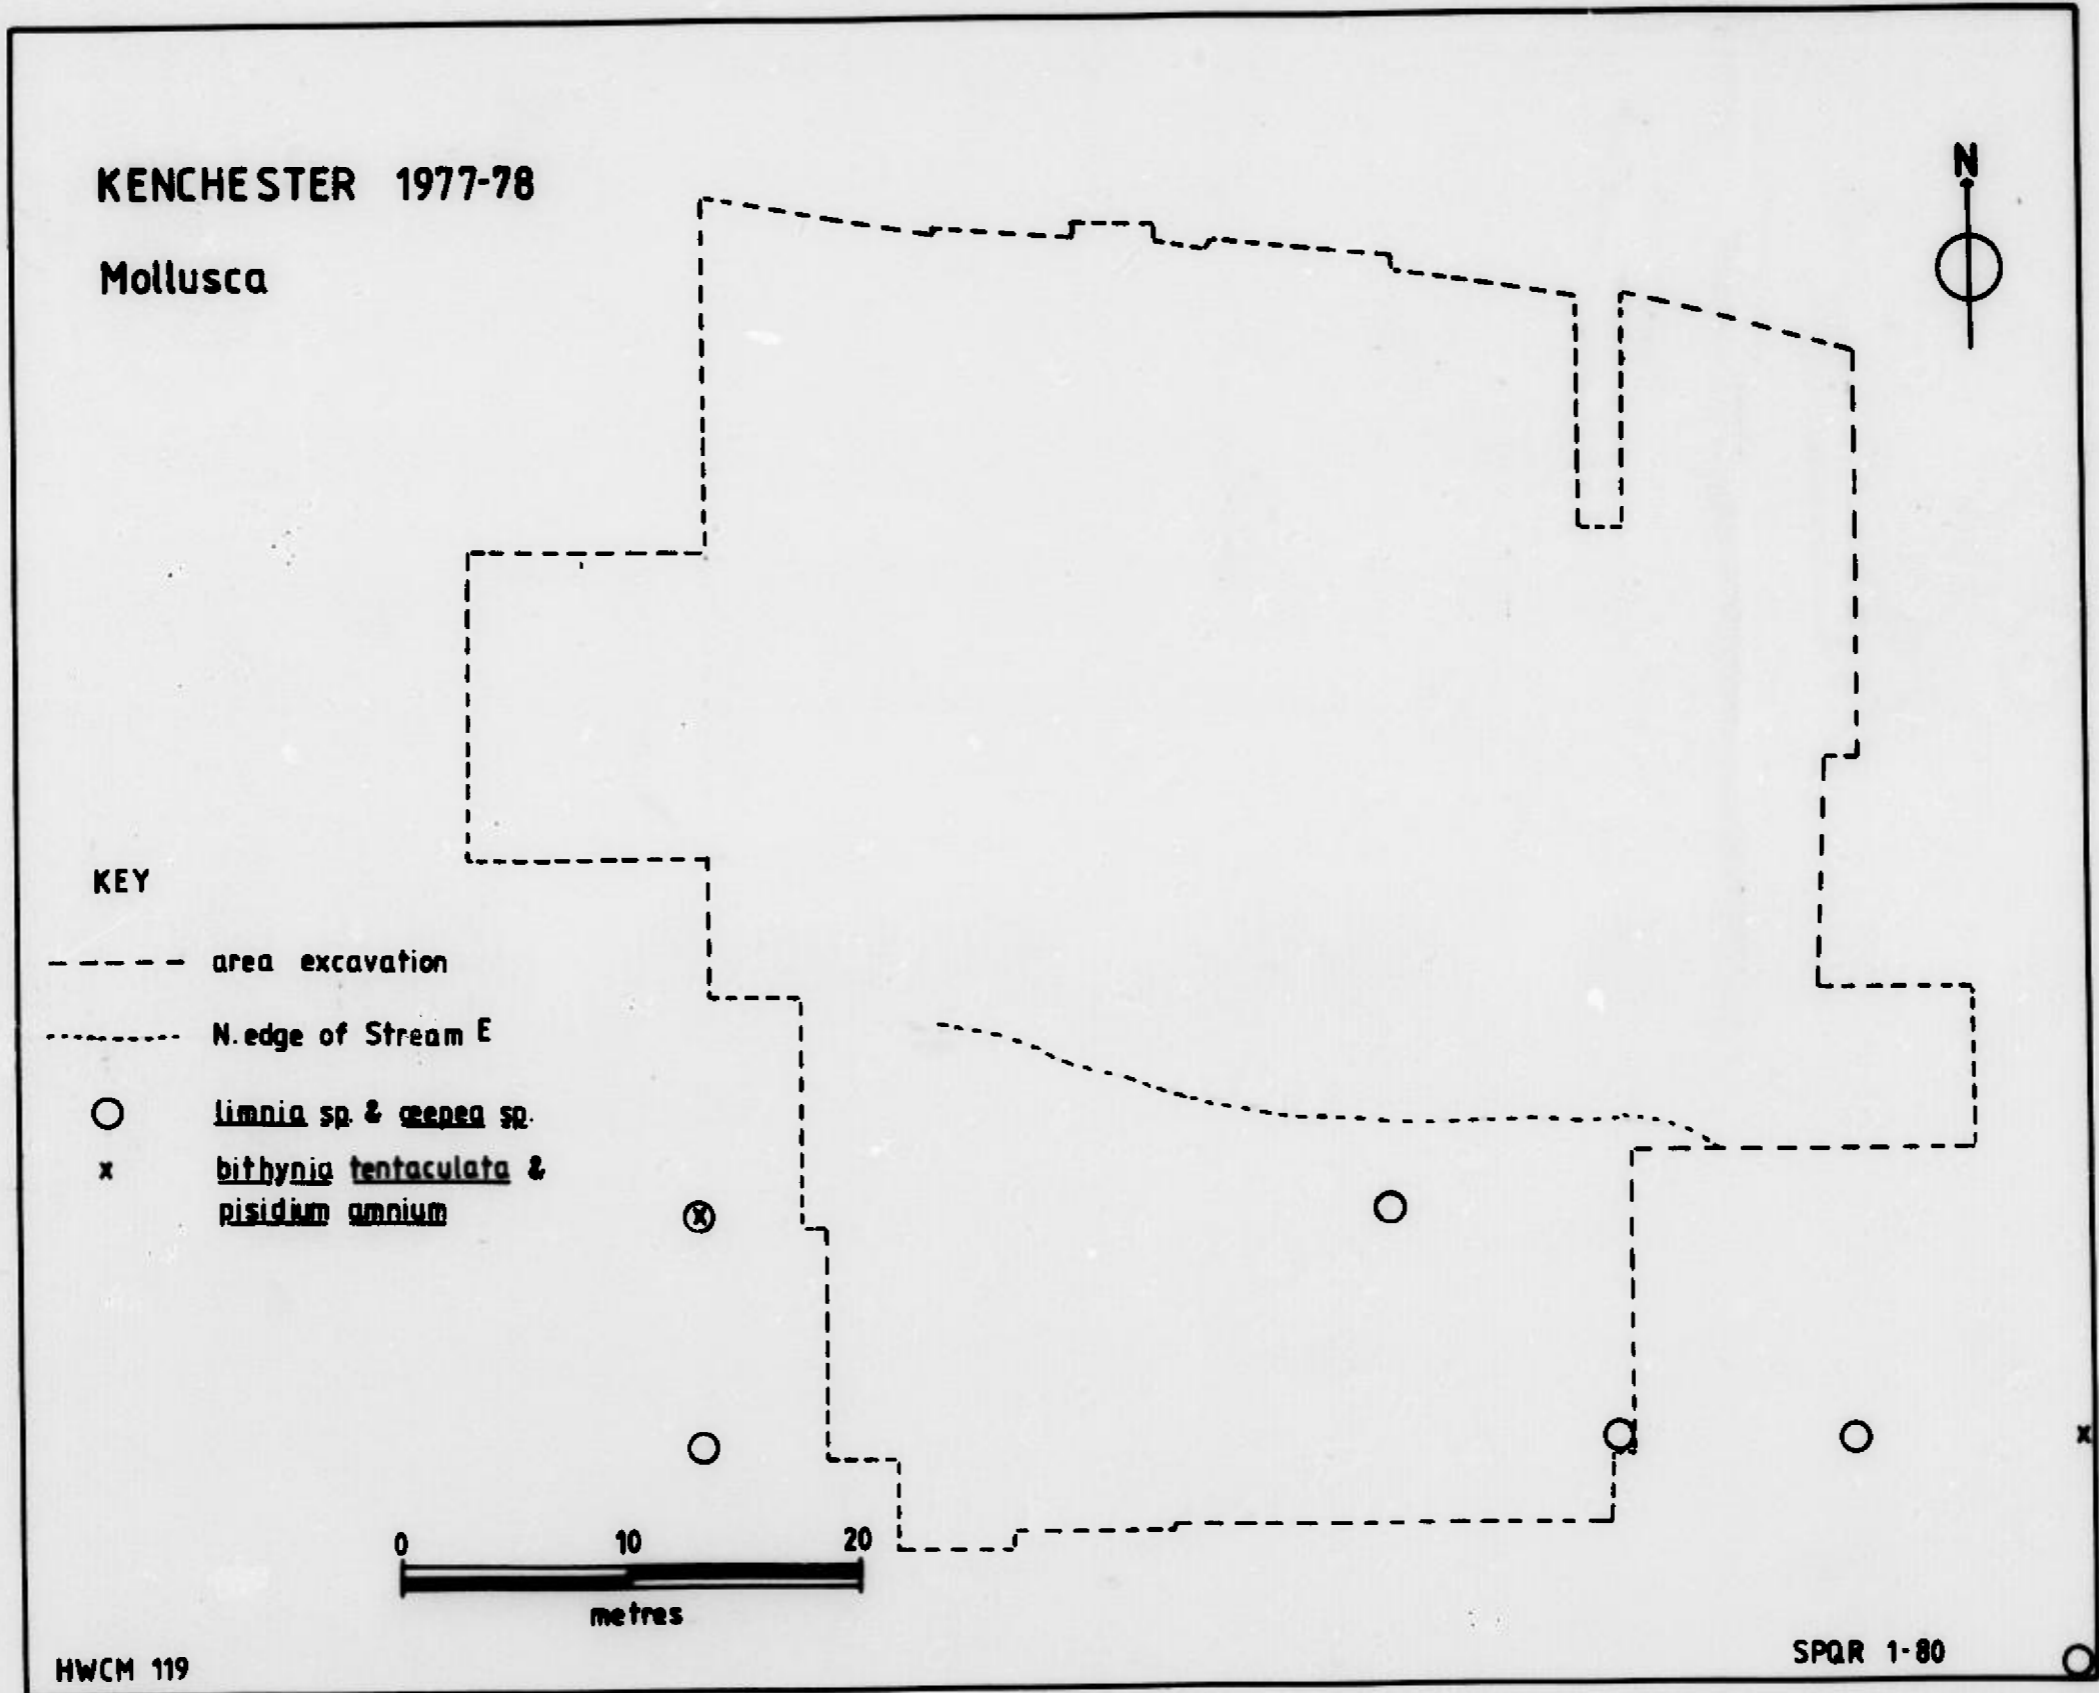 KENCHESTER 1977-78
Mollusca
N
KEY
area excavation
N. edge of Stream E
limnia sp. & cepea sp.
x bithynia tentaculata &
pisidium amnium
x
x
0 10 20
metres
HWCM 119
SPQR 1-80